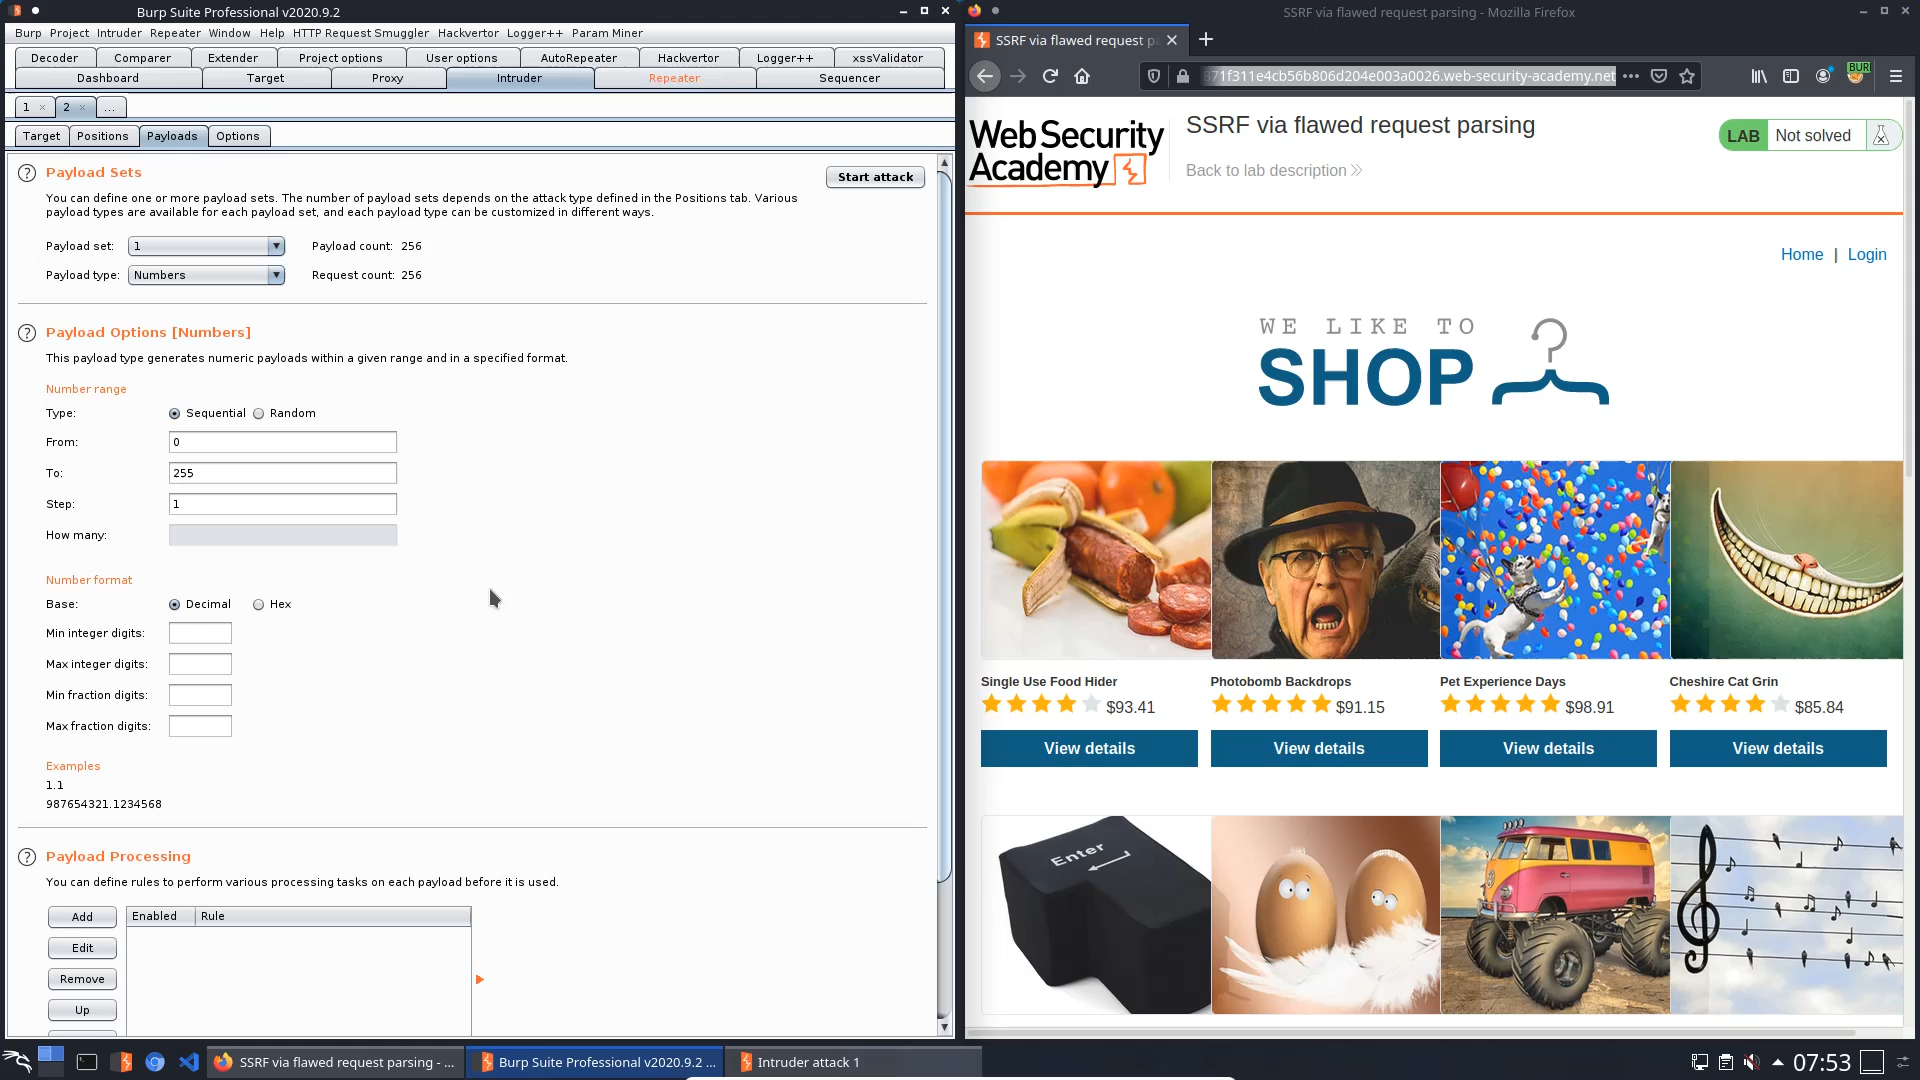 Burp Suite Professional v2020.9.2
Burp Project Intruder Repeater Window Help HTTP Request Smuggler Hackvertor Logger++ Param Miner
Decoder Comparer Extender Project options User options AutoRepeater Hackvertor Logger++ xssValidator
Dashboard Target Proxy Intruder Repeater Sequencer
1 × 2 × ...
Target Positions Payloads Options
? Payload Sets
Start attack
You can define one or more payload sets. The number of payload sets depends on the attack type defined in the Positions tab. Various
payload types are available for each payload set, and each payload type can be customized in different ways.
Payload set: 1 Payload count: 256
Payload type: Numbers Request count: 256
? Payload Options [Numbers]
This payload type generates numeric payloads within a given range and in a specified format.
Number range
Type: Sequential Random
From: 0
To: 255
Step: 1
How many:
Number format
Base: Decimal Hex
Min integer digits:
Max integer digits:
Min fraction digits:
Max fraction digits:
Examples
1.1
987654321.1234568
? Payload Processing
You can define rules to perform various processing tasks on each payload before it is used.
Add Enabled Rule
Edit
Remove
Up
SSRF via flawed request parsing - Mozilla Firefox
SSRF via flawed request p
371f311e4cb56b806d204e003a0026.web-security-academy.net
BURI
Web Security
Academy
SSRF via flawed request parsing
Back to lab description
LAB Not solved
Home | Login
WE LIKE TO
SHOP
Single Use Food Hider
$93.41
View details
Photobomb Backdrops
$91.15
View details
Pet Experience Days
$98.91
View details
Cheshire Cat Grin
$85.84
View details
Enter
SSRF via flawed request parsing - ...
Burp Suite Professional v2020.9.2 ...
Intruder attack 1
07:53